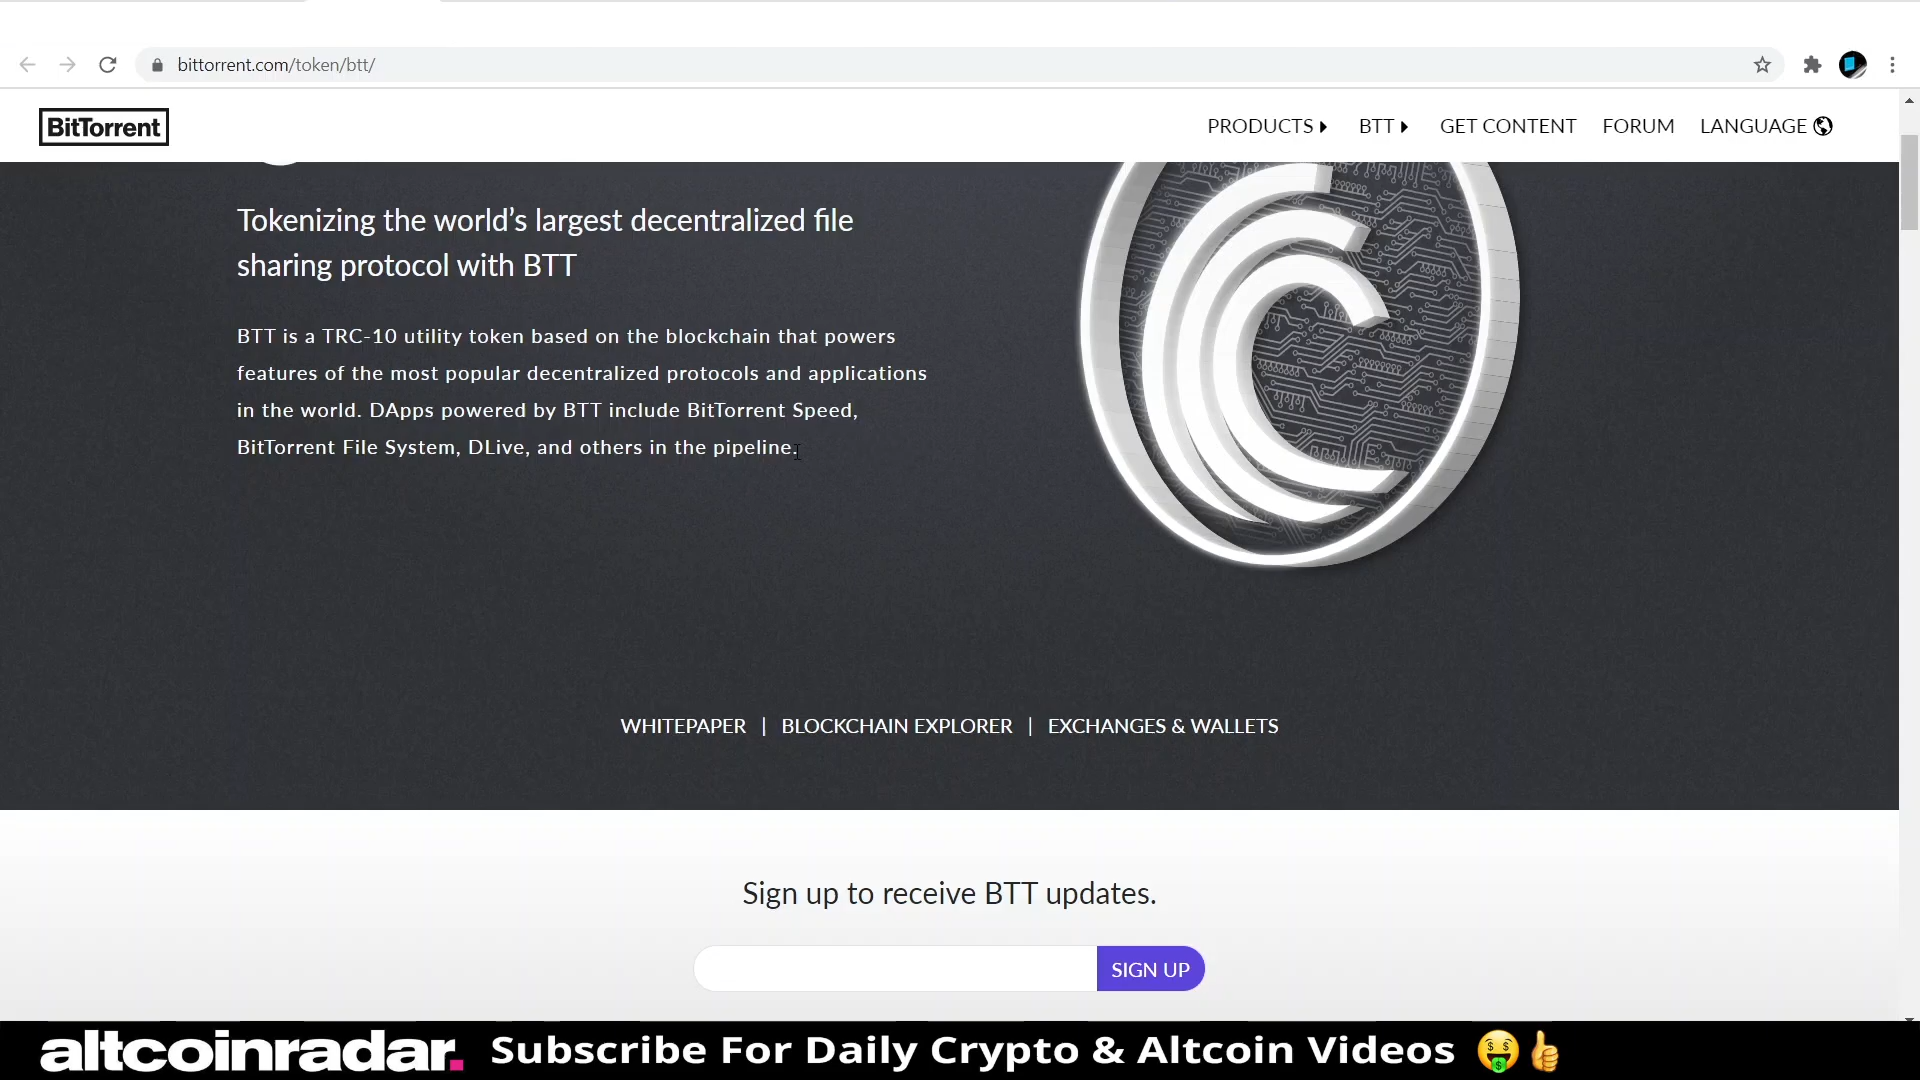 bittorrent.com/token/btt/
BitTorrent
PRODUCTS BTT GET CONTENT FORUM LANGUAGE
Tokenizing the world’s largest decentralized file
sharing protocol with BTT
BTT is a TRC-10 utility token based on the blockchain that powers
features of the most popular decentralized protocols and applications
in the world. DApps powered by BTT include BitTorrent Speed,
BitTorrent File System, DLive, and others in the pipeline.
WHITEPAPER | BLOCKCHAIN EXPLORER | EXCHANGES & WALLETS
Sign up to receive BTT updates.
SIGN UP
altcoinradar. Subscribe For Daily Crypto & Altcoin Videos 🤑👍